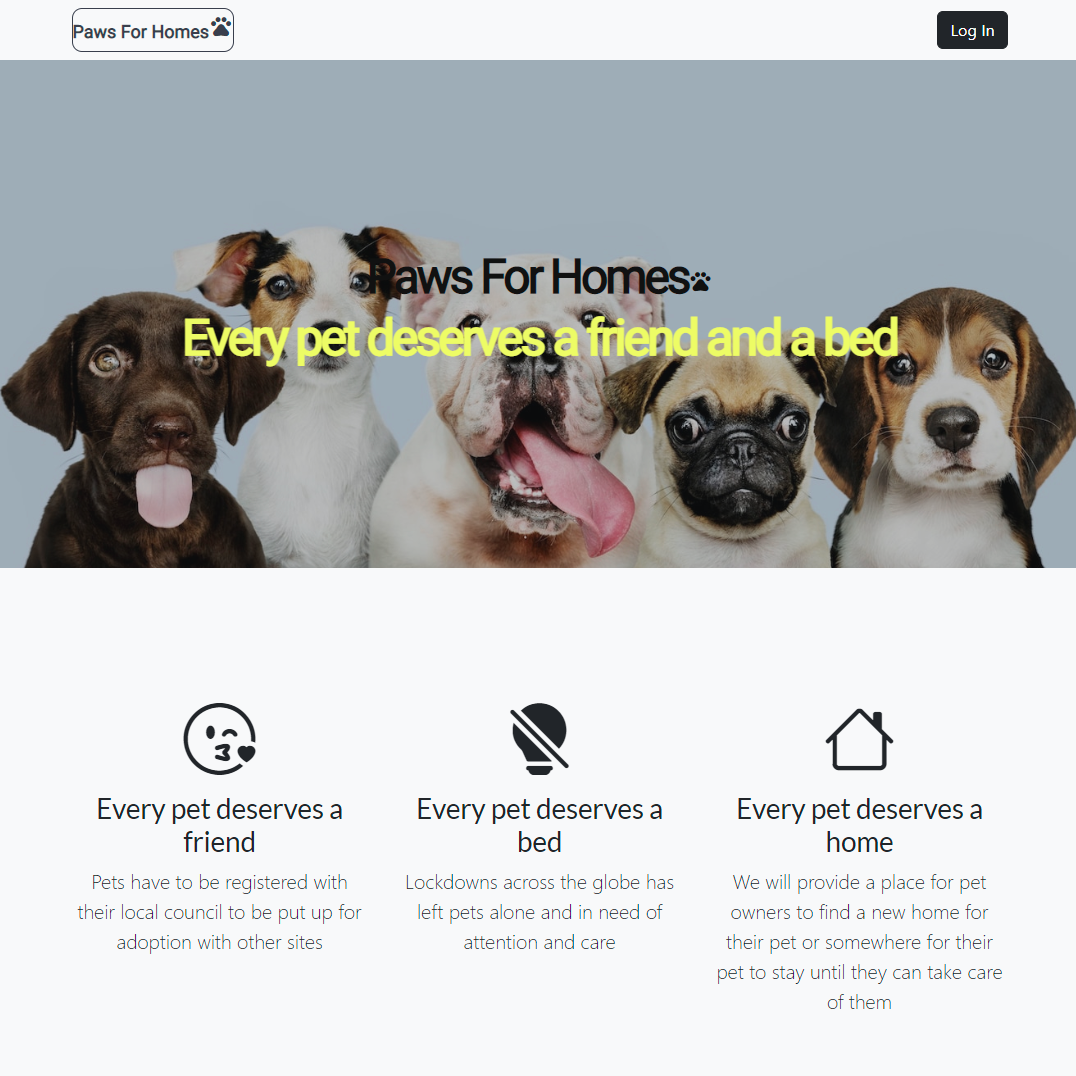 Paws For Homes
Log In
Paws For Homes
Every pet deserves a friend and a bed
Every pet deserves a
friend
Pets have to be registered with
their local council to be put up for
adoption with other sites
Every pet deserves a
bed
Lockdowns across the globe has
left pets alone and in need of
attention and care
Every pet deserves a
home
We will provide a place for pet
owners to find a new home for
their pet or somewhere for their
pet to stay until they can take care
of them